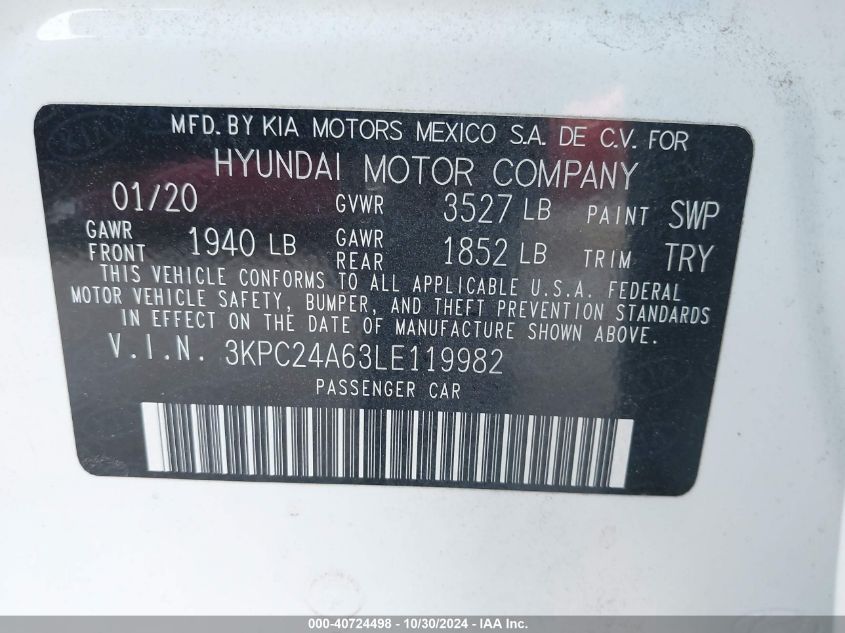 MFD. BY KIA MOTORS MEXICO S.A. DE C.V. FOR
HYUNDAI MOTOR COMPANY
01/20 GVWR 3527 LB PAINT SWP
GAWR FRONT 1940 LB GAWR REAR 1852 LB TRIM TRY
THIS VEHICLE CONFORMS TO ALL APPLICABLE U.S.A. FEDERAL
MOTOR VEHICLE SAFETY, BUMPER, AND THEFT PREVENTION STANDARDS
IN EFFECT ON THE DATE OF MANUFACTURE SHOWN ABOVE.
V.I.N. 3KPC24A63LE119982
PASSENGER CAR
000-40724498 - 10/30/2024 - IAA Inc.